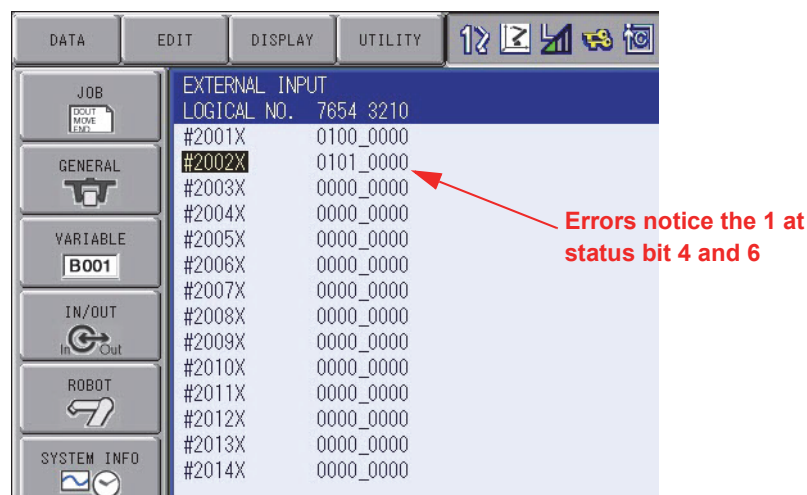 DATA EDIT DISPLAY UTILITY
JOB
DOUT
MOVE
END
GENERAL
VARIABLE
B001
IN/OUT
In Out
ROBOT
SYSTEM INFO
EXTERNAL INPUT
LOGICAL NO. 7654 3210
#2001X 0100_0000
#2002X 0101_0000
#2003X 0000_0000
#2004X 0000_0000
#2005X 0000_0000
#2006X 0000_0000
#2007X 0000_0000
#2008X 0000_0000
#2009X 0000_0000
#2010X 0000_0000
#2011X 0000_0000
#2012X 0000_0000
#2013X 0000_0000
#2014X 0000_0000
Errors notice the 1 at
status bit 4 and 6